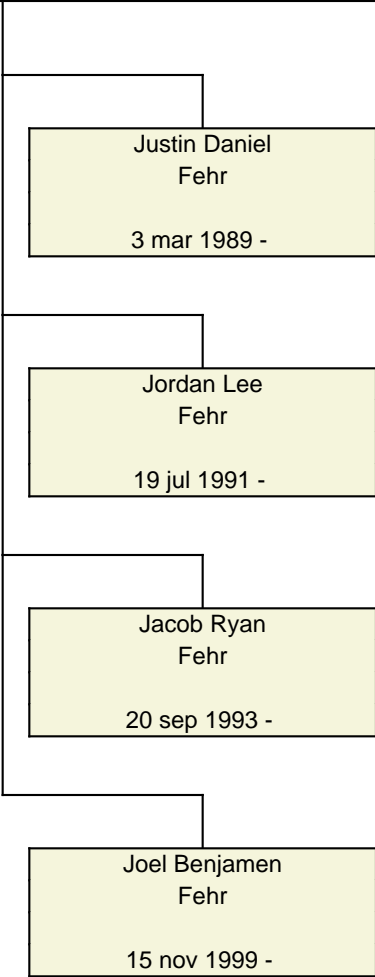 Justin Daniel
Fehr
3 mar 1989 -
Jordan Lee
Fehr
19 jul 1991 -
Jacob Ryan
Fehr
20 sep 1993 -
Joel Benjamen
Fehr
15 nov 1999 -